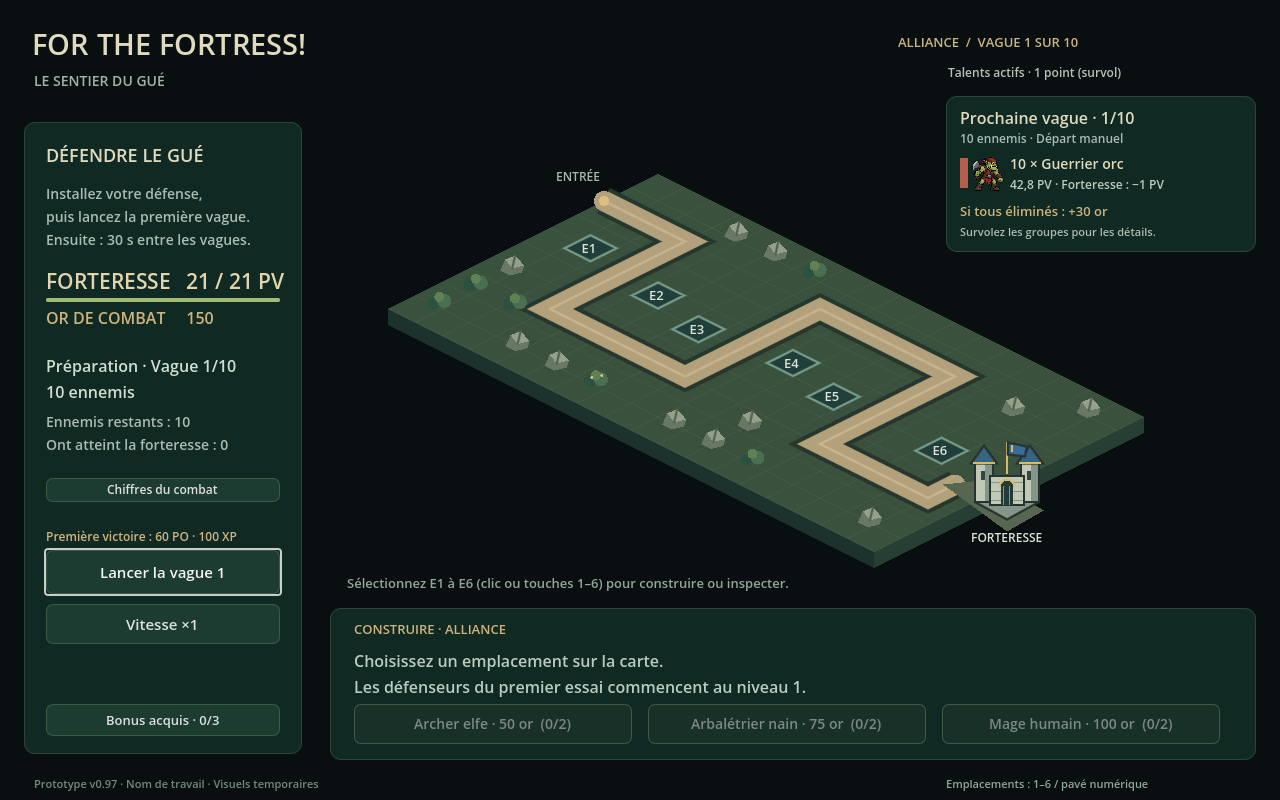 FOR THE FORTRESS!
LE SENTIER DU GUÉ
ALLIANCE / VAGUE 1 SUR 10
Talents actifs · 1 point (survol)
Prochaine vague · 1/10
10 ennemis · Départ manuel
10 × Guerrier orc
42,8 PV · Forteresse : −1 PV
Si tous éliminés : +30 or
Survolez les groupes pour les détails.
DÉFENDRE LE GUÉ
Installez votre défense,
puis lancez la première vague.
Ensuite : 30 s entre les vagues.
FORTERESSE 21 / 21 PV
OR DE COMBAT 150
Préparation · Vague 1/10
10 ennemis
Ennemis restants : 10
Ont atteint la forteresse : 0
Chiffres du combat
Première victoire : 60 PO · 100 XP
Lancer la vague 1
Vitesse ×1
Bonus acquis · 0/3
ENTRÉE
E1
E2
E3
E4
E5
E6
FORTERESSE
Sélectionnez E1 à E6 (clic ou touches 1–6) pour construire ou inspecter.
CONSTRUIRE · ALLIANCE
Choisissez un emplacement sur la carte.
Les défenseurs du premier essai commencent au niveau 1.
Archer elfe · 50 or (0/2)
Arbalétrier nain · 75 or (0/2)
Mage humain · 100 or (0/2)
Prototype v0.97 · Nom de travail · Visuels temporaires
Emplacements : 1–6 / pavé numérique